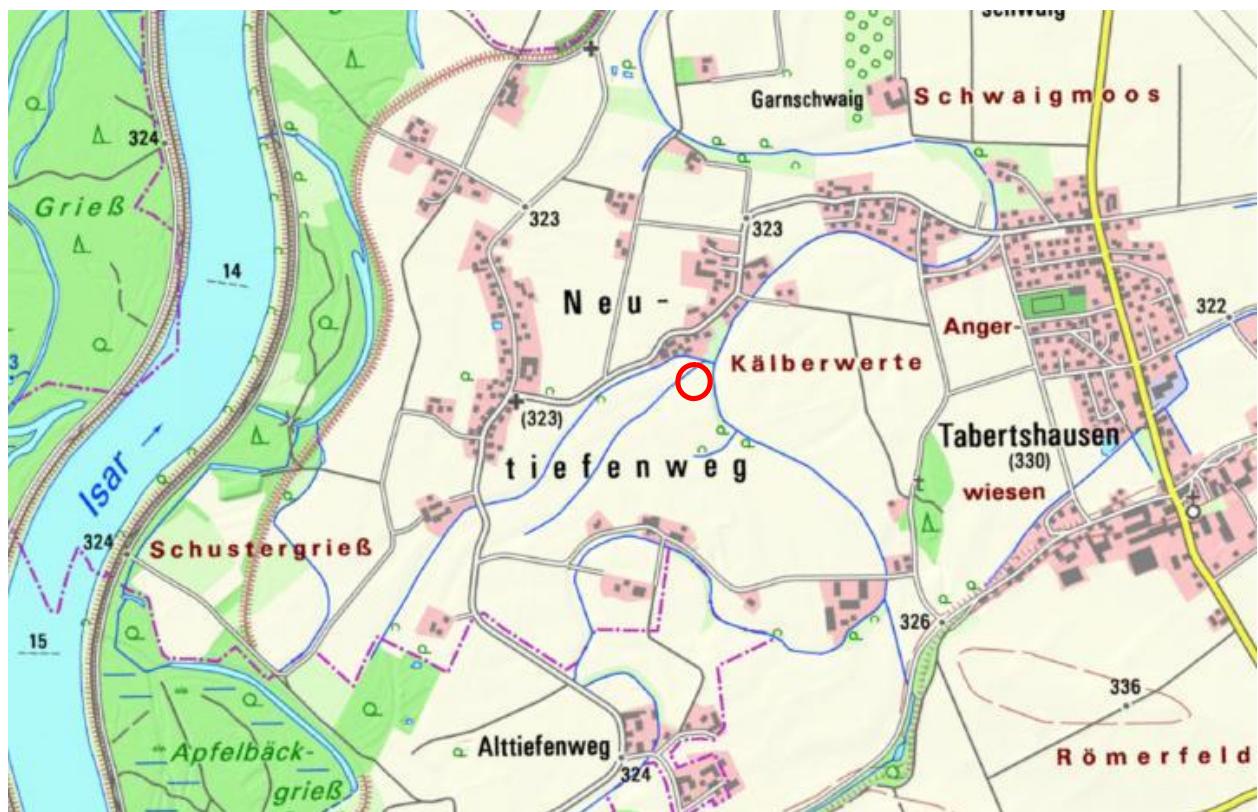 schwaig
Garnschwaig
Schwaigmoos
324
Grieß
323
323
14
Neu-
322
Anger-
Kälberwerte
3
(323)
Tabertshausen
(330)
tiefenweg
wiesen
Isar
324
Schustergrieß
326
15
336
Alttiefenweg
Apfelbäck-
grieß
324
Römerfeld